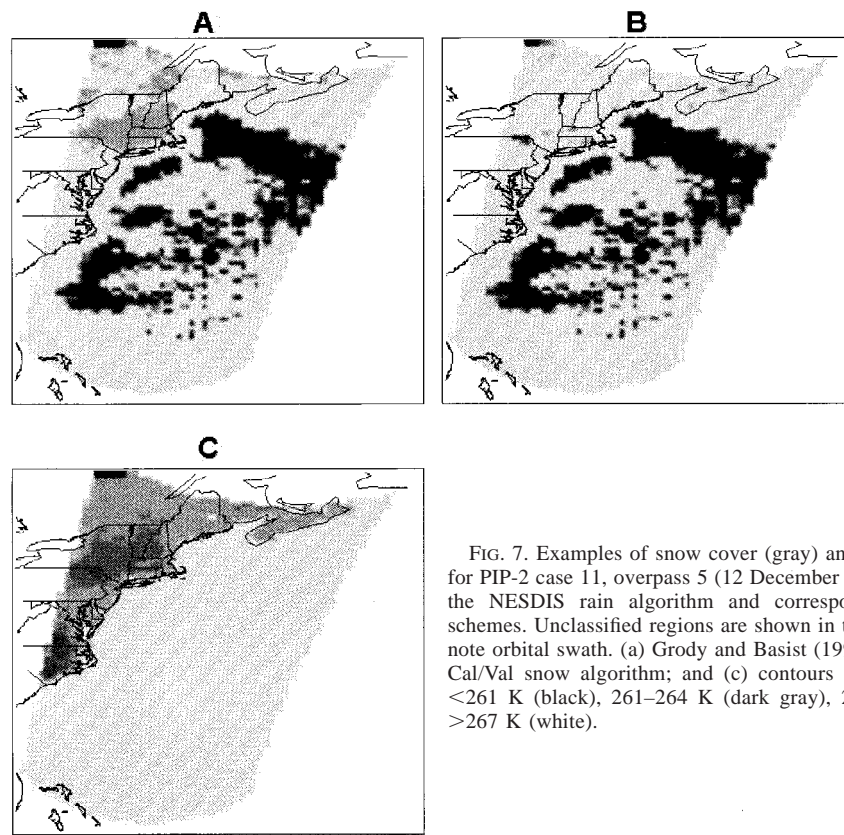 A
B
C
FIG. 7. Examples of snow cover (gray) an
for PIP-2 case 11, overpass 5 (12 December
the NESDIS rain algorithm and correspo
schemes. Unclassified regions are shown in t
note orbital swath. (a) Grody and Basist (199
Cal/Val snow algorithm; and (c) contours
<261 K (black), 261–264 K (dark gray), 2
>267 K (white).